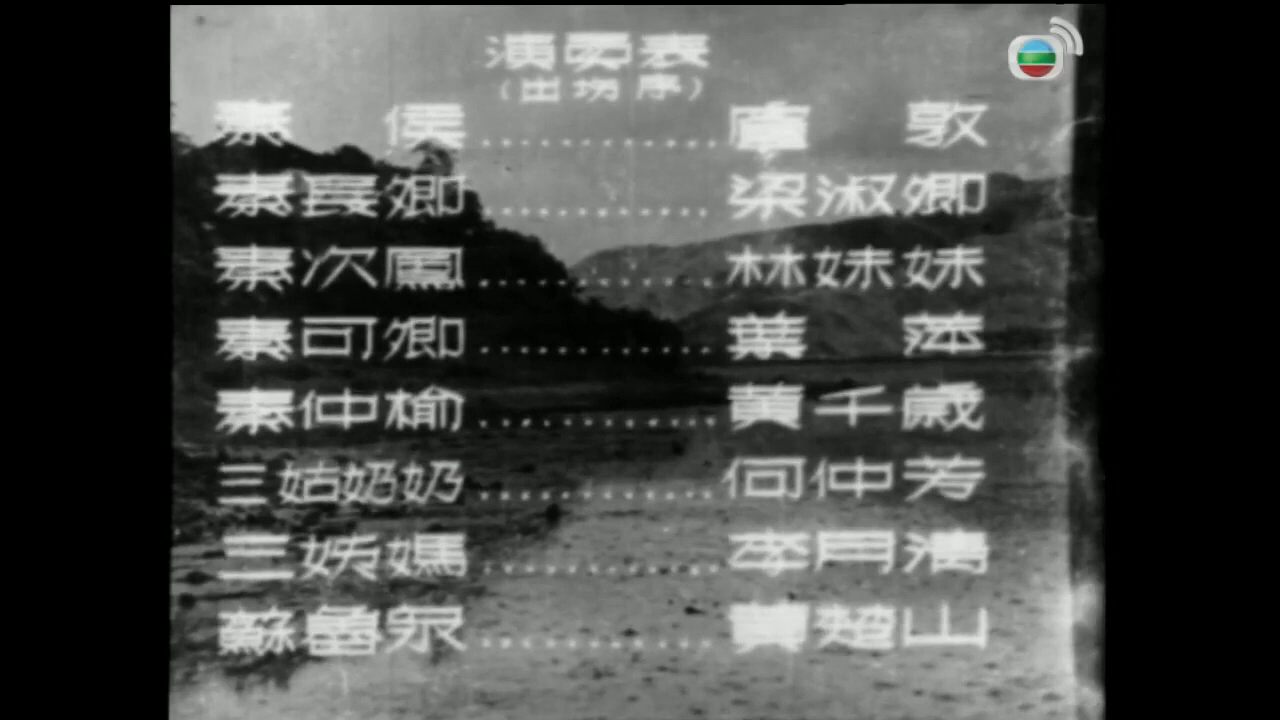 演員表
(出場序)
秦侯............盧敦
秦長卿............梁淑卿
秦次鳳............林妹妹
秦可卿............葉萍
秦仲榆............黃千歲
三姑奶奶............何仲芳
三姨媽............李月清
蘇魯泉............黃楚山